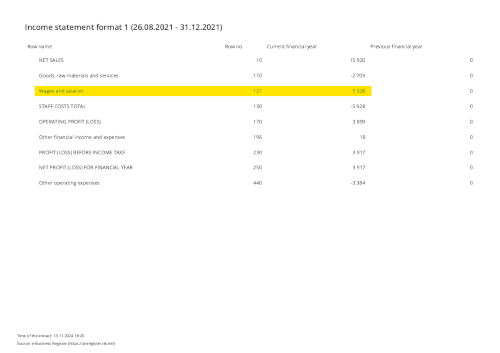 Income statement format 1 (26.08.2021 - 31.12.2021)
Row name Row no Current financial year Previous financial year
NET SALES 10 15 920 0
Goods, raw materials and services 110 -2 709 0
Wages and salaries 121 5 928 0
STAFF COSTS TOTAL 130 -5 928 0
OPERATING PROFIT (LOSS) 170 3 899 0
Other financial income and expenses 196 18 0
PROFIT (LOSS) BEFORE INCOME TAXE 230 3 917 0
NET PROFIT (LOSS) FOR FINANCIAL YEAR 250 3 917 0
Other operating expenses 440 -3 384 0
Time of the contract: 13.11.2024 18:20
Source: e-Business Register (https://ariregister.rik.ee/)